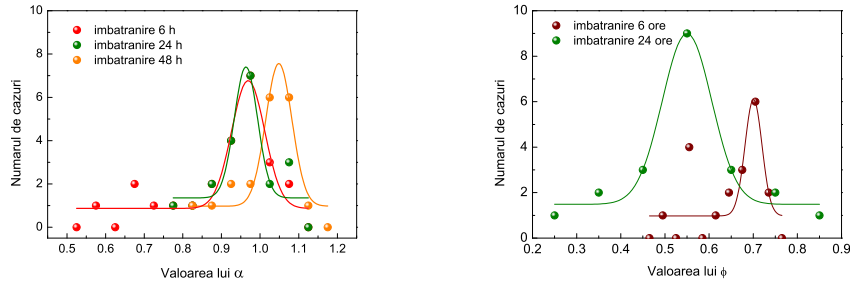 10
8
6
4
2
0
Numarul de cazuri
imbatranire 6 h
imbatranire 24 h
imbatranire 48 h
0.5 0.6 0.7 0.8 0.9 1.0 1.1 1.2
Valoarea lui α
10
8
6
4
2
0
Numarul de cazuri
imbatranire 6 ore
imbatranire 24 ore
0.2 0.3 0.4 0.5 0.6 0.7 0.8 0.9
Valoarea lui ϕ